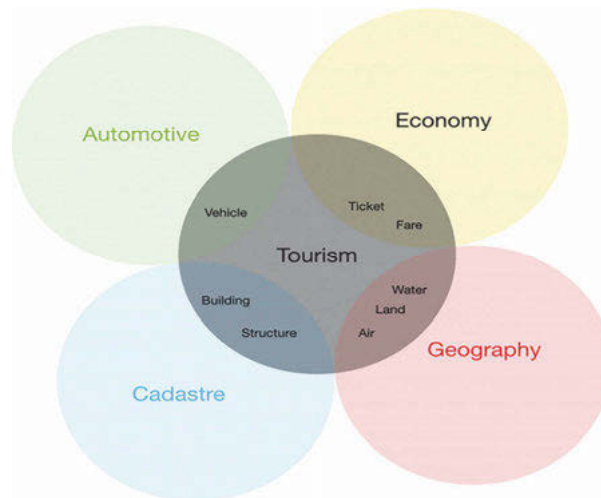 Automotive
Economy
Vehicle
Ticket
Fare
Tourism
Building
Structure
Water
Land
Air
Cadastre
Geography